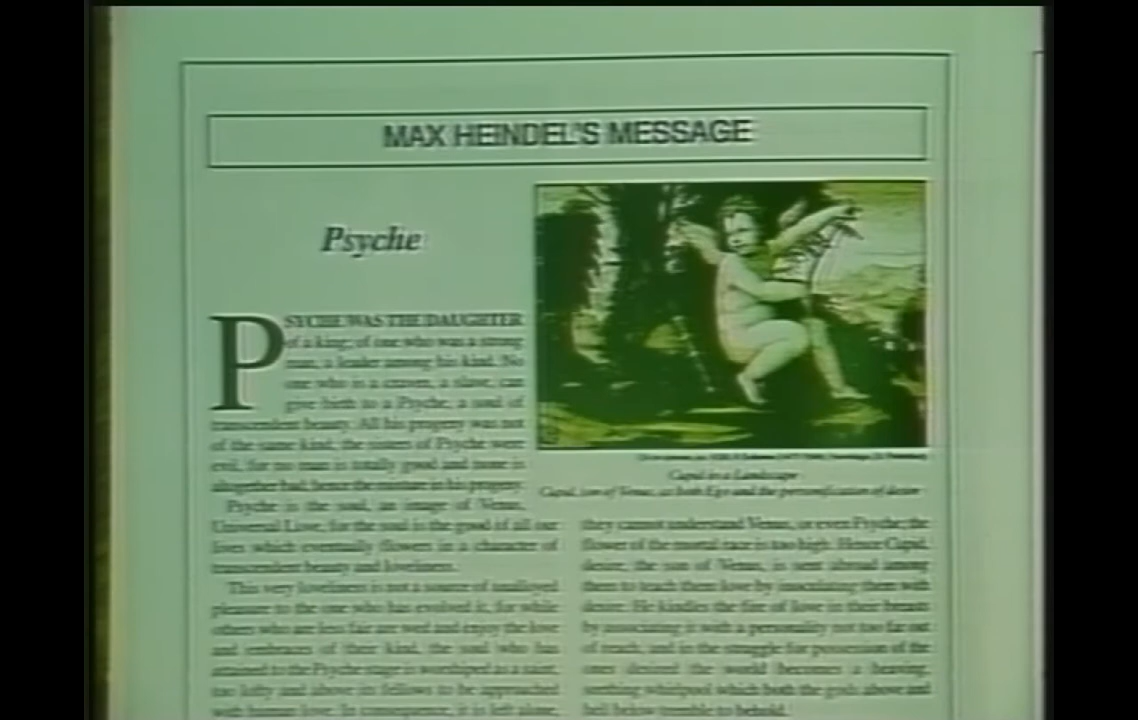 MAX HEINDEL'S MESSAGE
Psyche
PSYCHE WAS THE DAUGHTER
of a king; of one who was a strong
man, a leader among his kind. No
one who is a craven, a slave, can
give birth to a Psyche, a soul of
transcendent beauty. All his progeny was not
of the same kind; the sisters of Psyche were
evil, for no man is totally good and none is
altogether bad; hence the mixture in his progeny.
Psyche is the soul, an image of Venus,
Universal Love, for the soul is the good of all our
lives which eventually flowers in a character of
transcendent beauty and loveliness.
This very loveliness is not a source of unalloyed
pleasure to the one who has evolved it, for while
others who are less fair are wed and enjoy the love
and embraces of their kind, the soul who has
attained to the Psyche stage is worshiped as a saint,
too lofty and above its fellows to be approached
with human love. In consequence, it is left alone,
Cupid in a Landscape
Cupid, son of Venus, as both Ego and the personification of desire
they cannot understand Venus, or even Psyche; the
flower of the mortal race is too high. Hence Cupid,
desire, the son of Venus, is sent abroad among
them to teach them love by inoculating them with
desire. He kindles the fire of love in their breasts
by associating it with a personality not too far out
of reach, and in the struggle for possession of the
ones desired the world becomes a heaving,
seething whirlpool which both the gods above and
hell below tremble to behold.